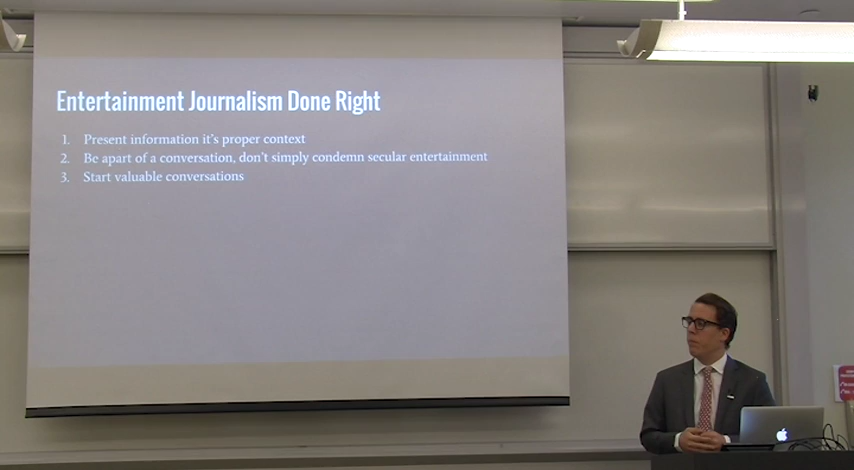 Entertainment Journalism Done Right
1. Present information it's proper context
2. Be apart of a conversation, don't simply condemn secular entertainment
3. Start valuable conversations